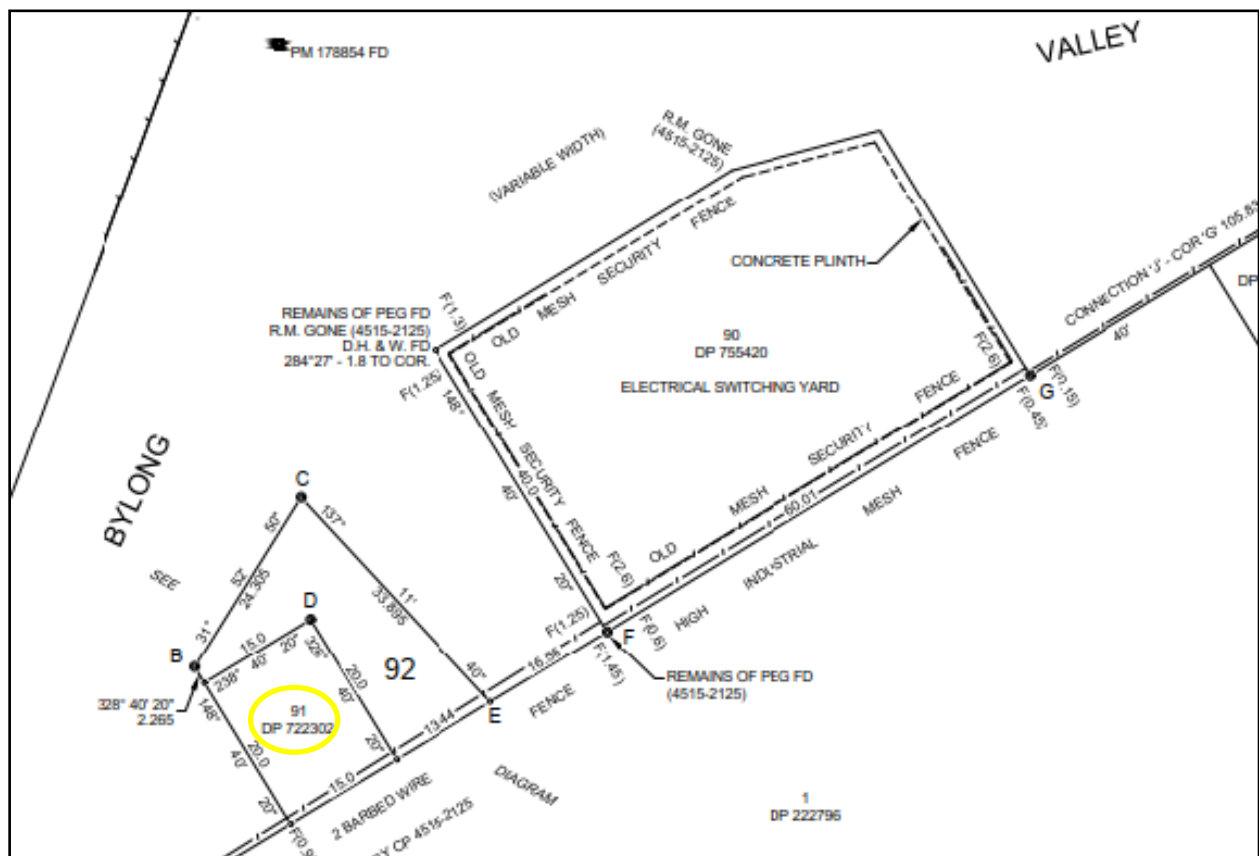 PM 178854 FD
VALLEY
(VARIABLE WIDTH)
R.M. GONE
(4515-2125)
OLD MESH SECURITY FENCE
CONCRETE PLINTH
CONNECTION 'J' - COR 'G' 105.83
40'
DP
REMAINS OF PEG FD
R.M. GONE (4515-2125)
D.H. & W. FD
284°27' - 1.8 TO COR.
F(1.3)
F(1.25)
148°
40'
20"
OLD MESH SECURITY FENCE
40.0
90
DP 755420
ELECTRICAL SWITCHING YARD
F(2.6)
F(2.6)
OLD MESH SECURITY FENCE
60.01
G
F(0.15)
F(0.45)
HIGH INDUSTRIAL MESH FENCE
BYLONG
SEE
C
50"
52'
24.305
31°
137°
11'
33.895
40"
B
D
15.0
238°
40'
20"
328°
20.0
40'
20"
92
328° 40' 20"
2.265
91
DP 722302
148°
20.0
40'
20"
15.0
13.44
E
16.06
F(1.25)
F
F(0.6)
F(1.45)
REMAINS OF PEG FD
(4515-2125)
2 BARBED WIRE FENCE
DIAGRAM
CP 4515-2125
1
DP 222796